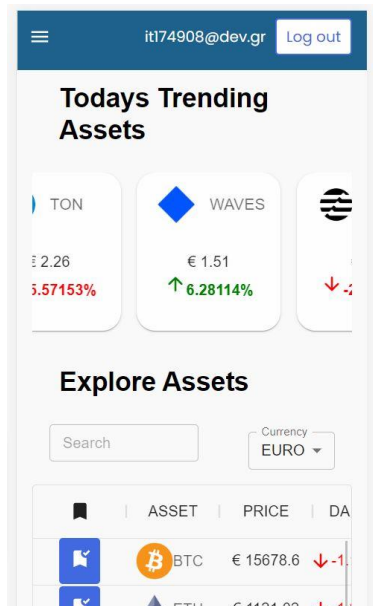 it174908@dev.gr Log out
Todays Trending
Assets
TON WAVES
€ 2.26 € 1.51
5.57153% 6.28114%
Explore Assets
Search Currency
EURO
ASSET PRICE DA
BTC € 15678.6 -1.